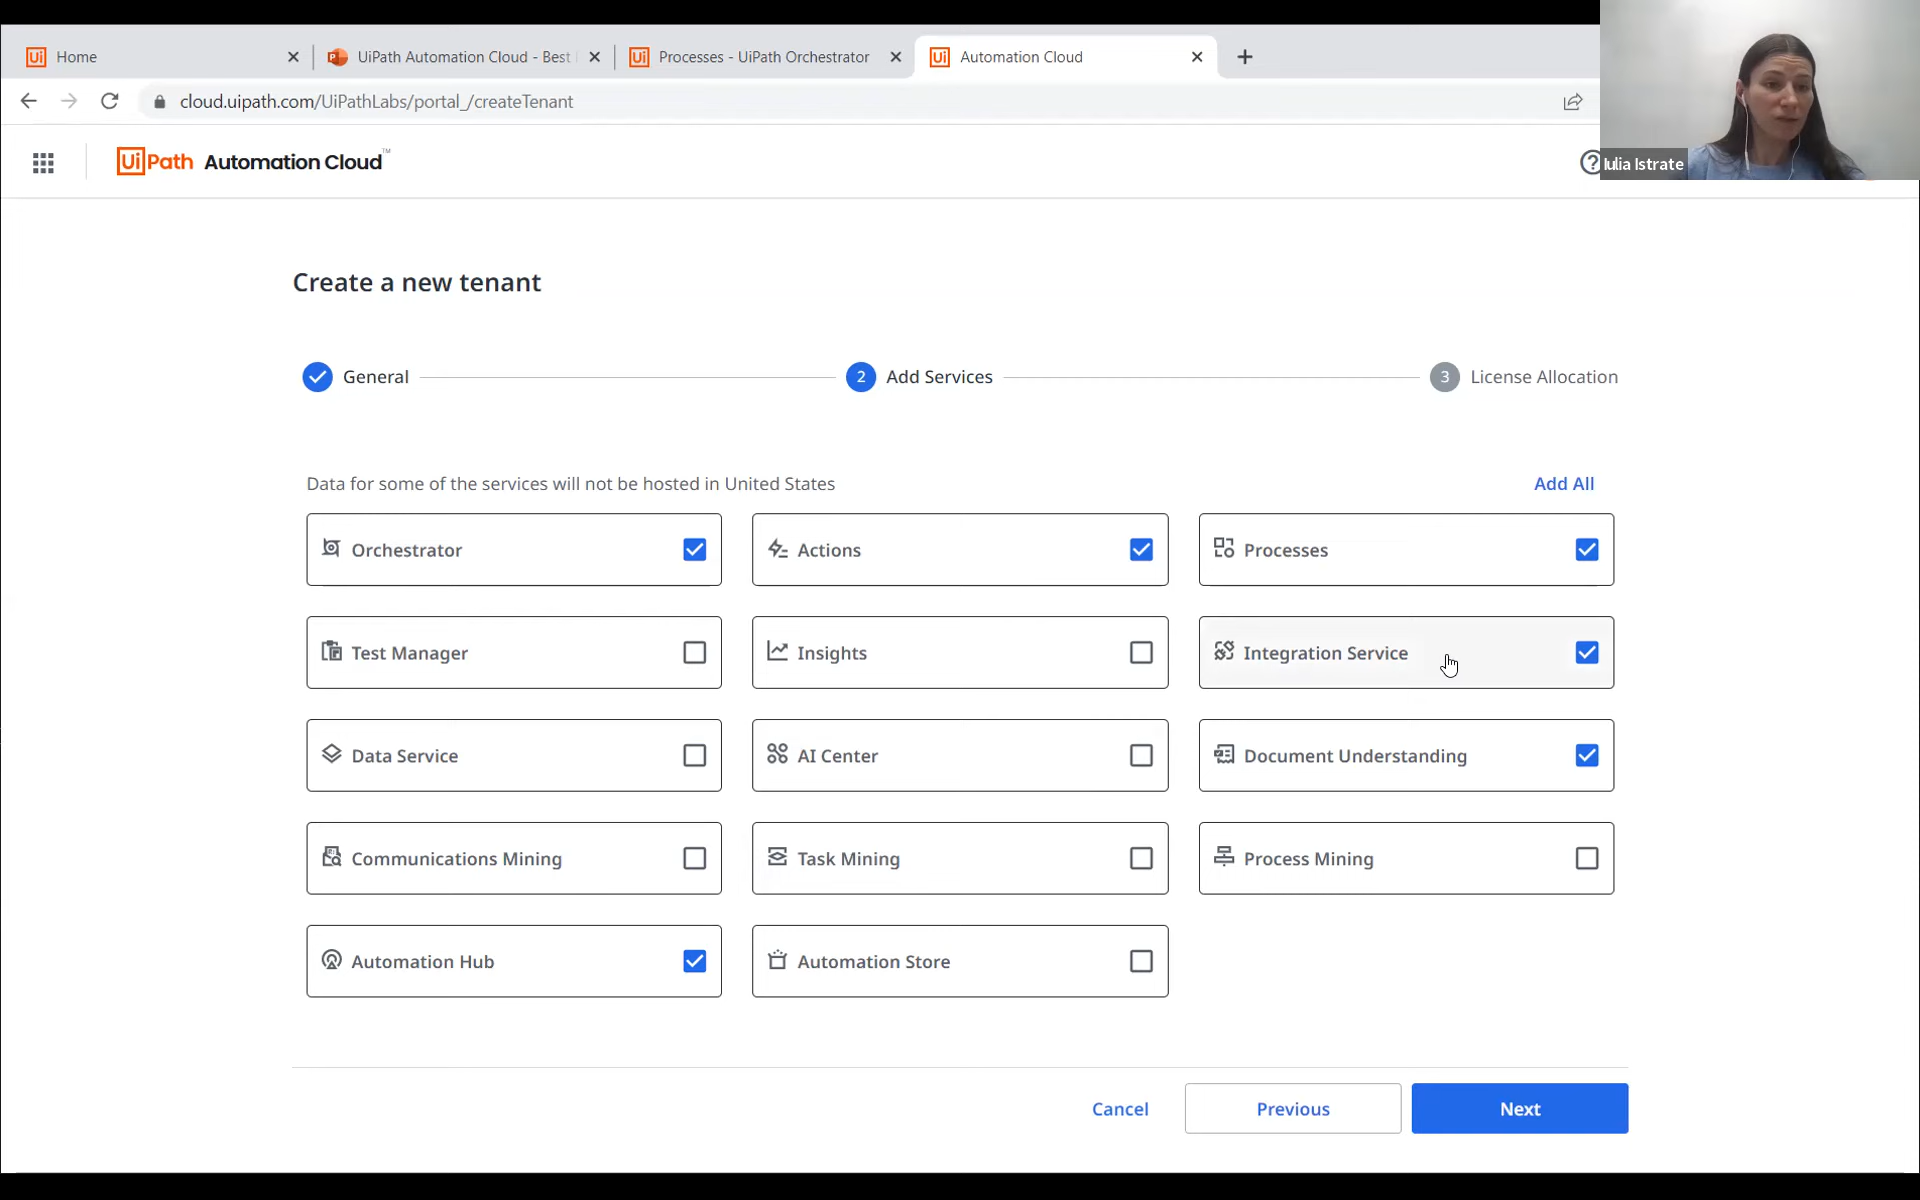 Home
UiPath Automation Cloud - Best
Processes - UiPath Orchestrator
Automation Cloud
cloud.uipath.com/UiPathLabs/portal_/createTenant
UiPath Automation Cloud™
Iulia Istrate
Create a new tenant
General
2 Add Services
3 License Allocation
Data for some of the services will not be hosted in United States
Add All
Orchestrator
Actions
Processes
Test Manager
Insights
Integration Service
Data Service
AI Center
Document Understanding
Communications Mining
Task Mining
Process Mining
Automation Hub
Automation Store
Cancel
Previous
Next